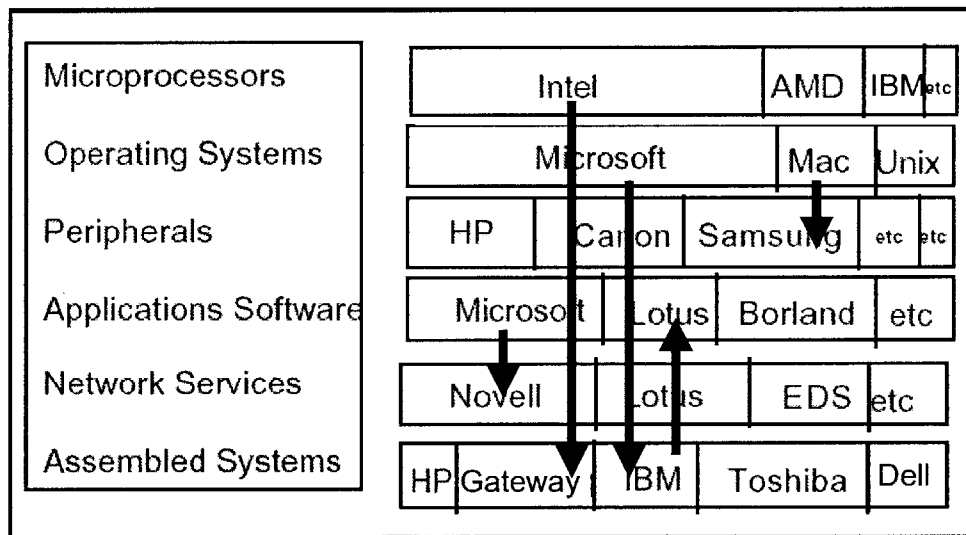 Microprocessors
Intel AMD IBM etc
Operating Systems
Microsoft Mac Unix
Peripherals
HP Canon Samsung etc etc
Applications Software
Microsoft Lotus Borland etc
Network Services
Novell Lotus EDS etc
Assembled Systems
HP Gateway IBM Toshiba Dell